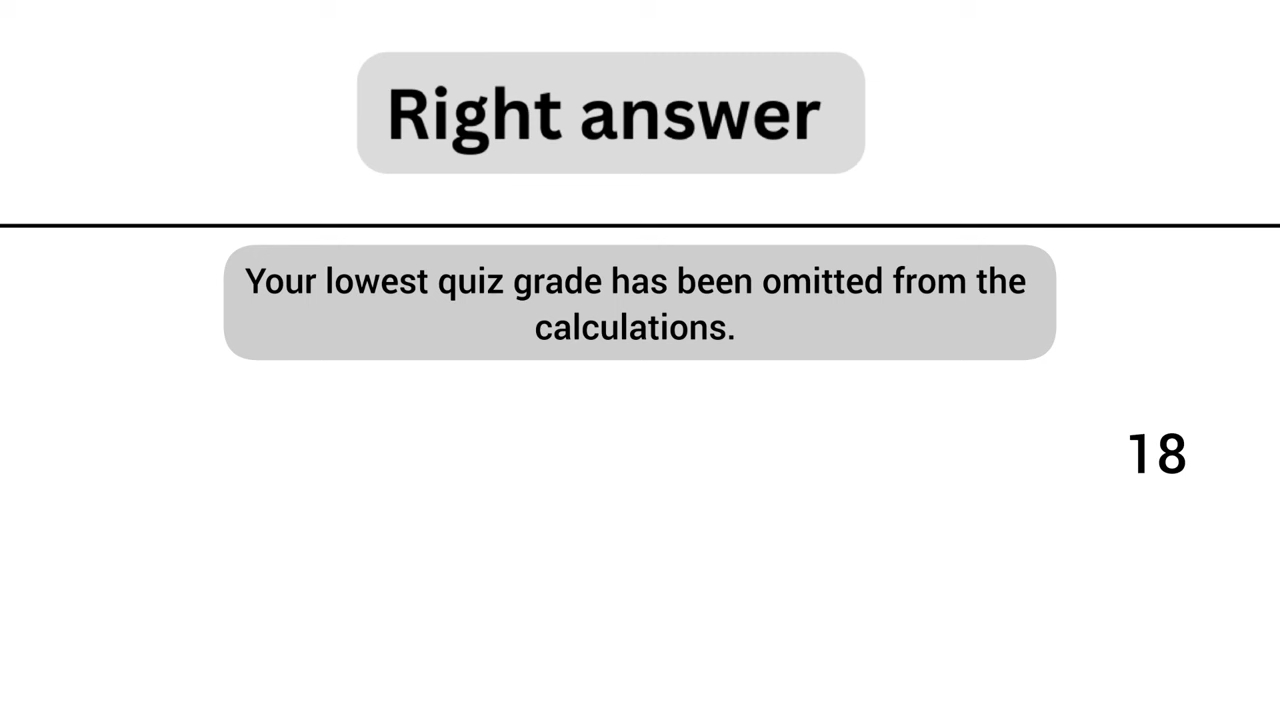 Right answer
Your lowest quiz grade has been omitted from the
calculations.
18